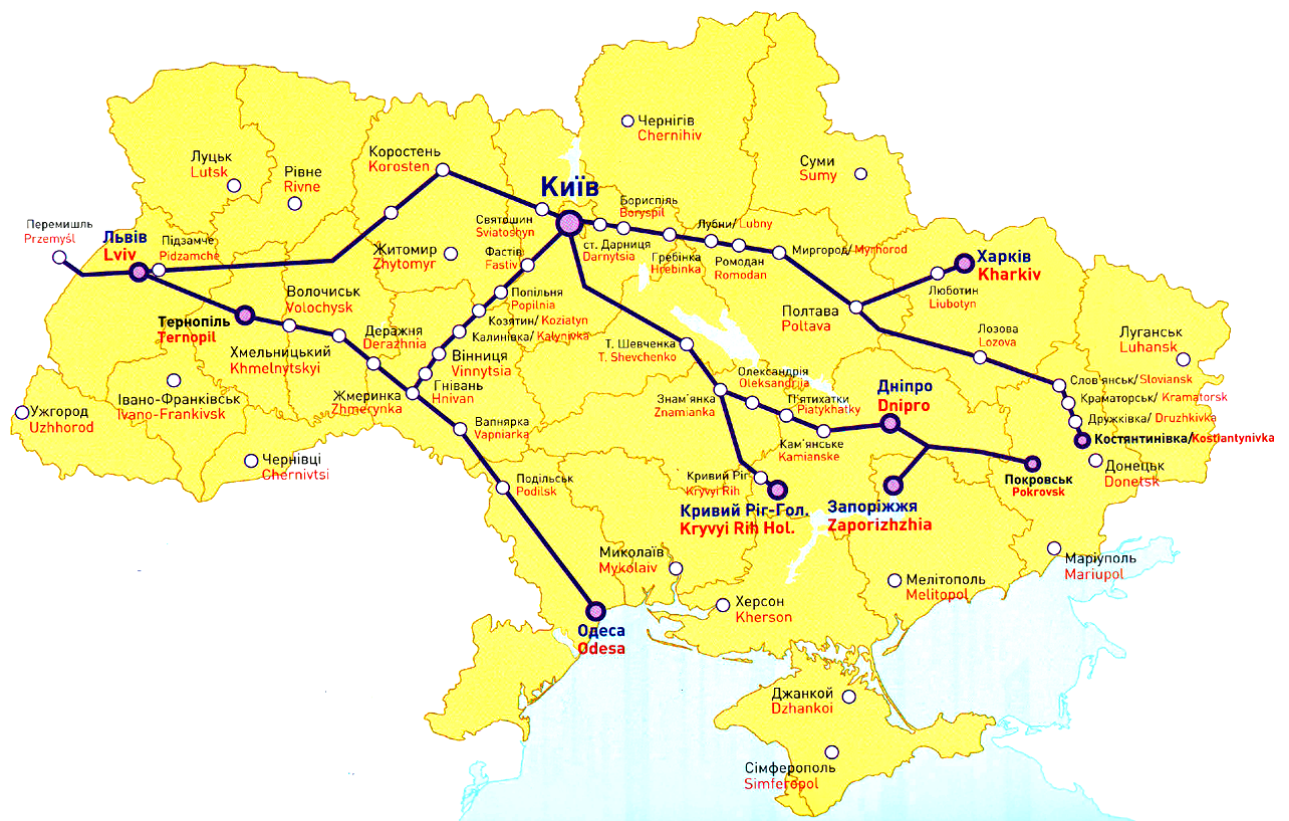 Чернігів
Chernihiv
Суми
Sumy
Луцьк
Lutsk
Рівне
Rivne
Коростень
Korosten
Київ
Перемишль
Przemyśl
Львів
Lviv
Підзамче
Pidzamche
Житомир
Zhytomyr
Святошин
Sviatoshyn
Фастів
Fastiv
Бориспіль
Boryspil
ст. Дарниця
Darnytsia
Лубни/ Lubny
Гребінка
Hrebinka
Ромодан
Romodan
Миргород/ Myrhorod
Харків
Kharkiv
Люботин
Liubotyn
Полтава
Poltava
Лозова
Lozova
Луганськ
Luhansk
Тернопіль
Ternopil
Волочиськ
Volochysk
Хмельницький
Khmelnytskyi
Деражня
Derazhnia
Попільня
Popilnia
Козятин/ Koziatyn
Калинівка/ Kalynivka
Вінниця
Vinnytsia
Гнівань
Hnivan
Жмеринка
Zhmerynka
Т. Шевченка
T. Shevchenko
Олександрія
Oleksandrija
Знам'янка
Znamianka
П'ятихатки
Piatykhatky
Кам'янське
Kamianske
Дніпро
Dnipro
Слов'янськ/ Sloviansk
Краматорськ/ Kramatorsk
Дружківка/ Druzhkivka
Костянтинівка/Kostiantynivka
Донецьк
Donetsk
Покровськ
Pokrovsk
Ужгород
Uzhhorod
Івано-Франківськ
Ivano-Frankivsk
Чернівці
Chernivtsi
Вапнярка
Vapniarka
Подільськ
Podilsk
Кривий Ріг
Kryvyi Rih
Кривий Ріг-Гол.
Kryvyi Rih Hol.
Запоріжжя
Zaporizhzhia
Миколаїв
Mykolaiv
Херсон
Kherson
Мелітополь
Melitopol
Маріуполь
Mariupol
Одеса
Odesa
Джанкой
Dzhankoi
Сімферополь
Simferopol